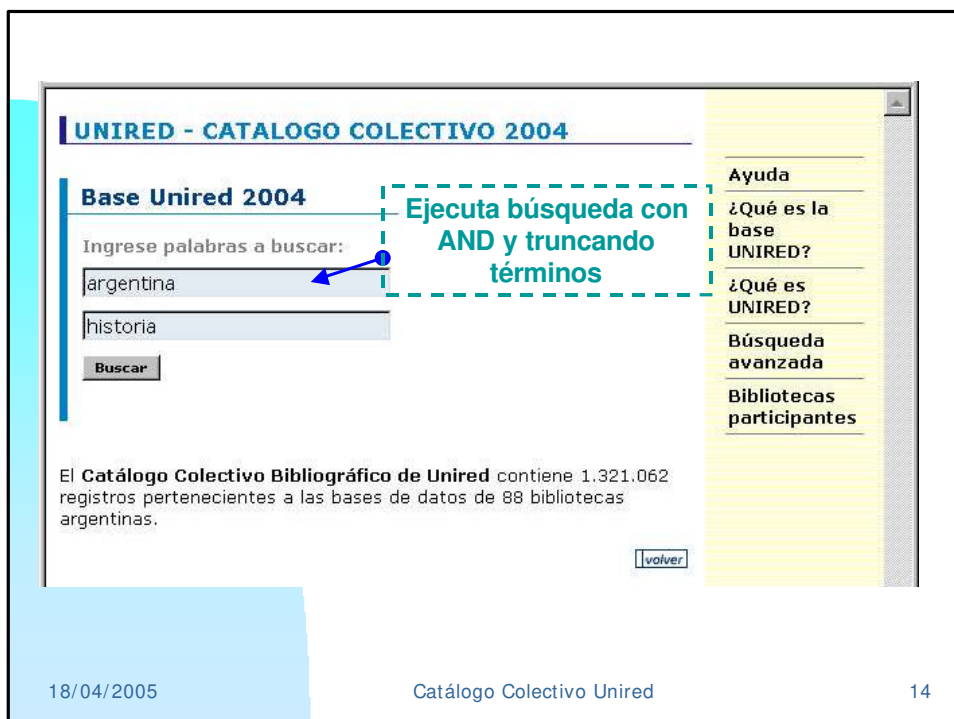 UNIRED - CATALOGO COLECTIVO 2004
Base Unired 2004
Ingrese palabras a buscar:
argentina
historia
Buscar
Ejecuta búsqueda con
AND y truncando
términos
El Catálogo Colectivo Bibliográfico de Unired contiene 1.321.062
registros pertenecientes a las bases de datos de 88 bibliotecas
argentinas.
volver
Ayuda
¿Qué es la
base
UNIRED?
¿Qué es
UNIRED?
Búsqueda
avanzada
Bibliotecas
participantes
18/04/2005
Catálogo Colectivo Unired
14